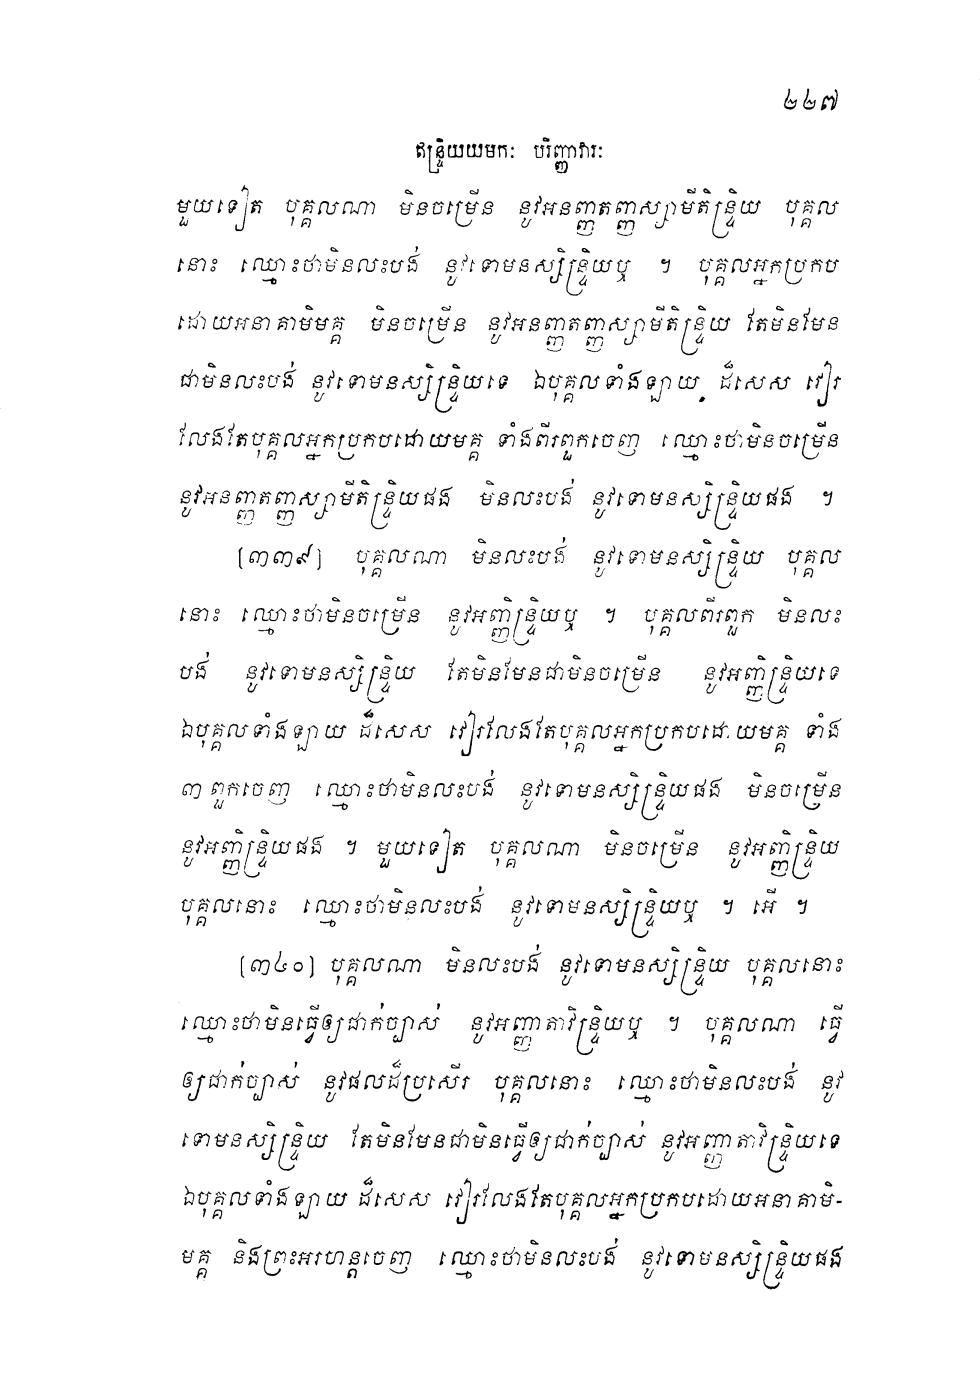 ២២៧
ឥន្ទ្រិយយមកៈ បរិញ្ញាវារៈ
មួយទៀត បុគ្គលណា មិនចម្រើន នូវអនញ្ញាតញ្ញស្សាមីតិន្ទ្រិយ បុគ្គល
នោះ ឈ្មោះថាមិនលះបង់ នូវទោមនស្សិន្ទ្រិយឬ ។ បុគ្គលអ្នកប្រកប
ដោយអនាគាមិមគ្គ មិនចម្រើន នូវអនញ្ញាតញ្ញស្សាមីតិន្ទ្រិយ តែមិនមែន
ជាមិនលះបង់ នូវទោមនស្សិន្ទ្រិយទេ ឯបុគ្គលទាំងឡាយ ដ៏សេស វៀរ
លែងតែបុគ្គលអ្នកប្រកបដោយមគ្គ ទាំងពីរពួកចេញ ឈ្មោះថាមិនចម្រើន
នូវអនញ្ញាតញ្ញស្សាមីតិន្ទ្រិយផង មិនលះបង់ នូវទោមនស្សិន្ទ្រិយផង ។
[៣៣៩] បុគ្គលណា មិនលះបង់ នូវទោមនស្សិន្ទ្រិយ បុគ្គល
នោះ ឈ្មោះថាមិនចម្រើន នូវអញ្ញិន្ទ្រិយឬ ។ បុគ្គលពីរពួក មិនលះ
បង់ នូវទោមនស្សិន្ទ្រិយ តែមិនមែនជាមិនចម្រើន នូវអញ្ញិន្ទ្រិយទេ
ឯបុគ្គលទាំងឡាយ ដ៏សេស វៀរលែងតែបុគ្គលអ្នកប្រកបដោយមគ្គ ទាំង
៣ ពួកចេញ ឈ្មោះថាមិនលះបង់ នូវទោមនស្សិន្ទ្រិយផង មិនចម្រើន
នូវអញ្ញិន្ទ្រិយផង ។ មួយទៀត បុគ្គលណា មិនចម្រើន នូវអញ្ញិន្ទ្រិយ
បុគ្គលនោះ ឈ្មោះថាមិនលះបង់ នូវទោមនស្សិន្ទ្រិយឬ ។ អើ ។
[៣៤០] បុគ្គលណា មិនលះបង់ នូវទោមនស្សិន្ទ្រិយ បុគ្គលនោះ
ឈ្មោះថាមិនធ្វើឲ្យជាក់ច្បាស់ នូវអញ្ញាតាវិន្ទ្រិយឬ ។ បុគ្គលណា ធ្វើ
ឲ្យជាក់ច្បាស់ នូវផលដ៏ប្រសើរ បុគ្គលនោះ ឈ្មោះថាមិនលះបង់ នូវ
ទោមនស្សិន្ទ្រិយ តែមិនមែនជាមិនធ្វើឲ្យជាក់ច្បាស់ នូវអញ្ញាតាវិន្ទ្រិយទេ
ឯបុគ្គលទាំងឡាយ ដ៏សេស វៀរលែងតែបុគ្គលអ្នកប្រកបដោយអនាគាមិ-
មគ្គ និងព្រះអរហន្តចេញ ឈ្មោះថាមិនលះបង់ នូវទោមនស្សិន្ទ្រិយផង